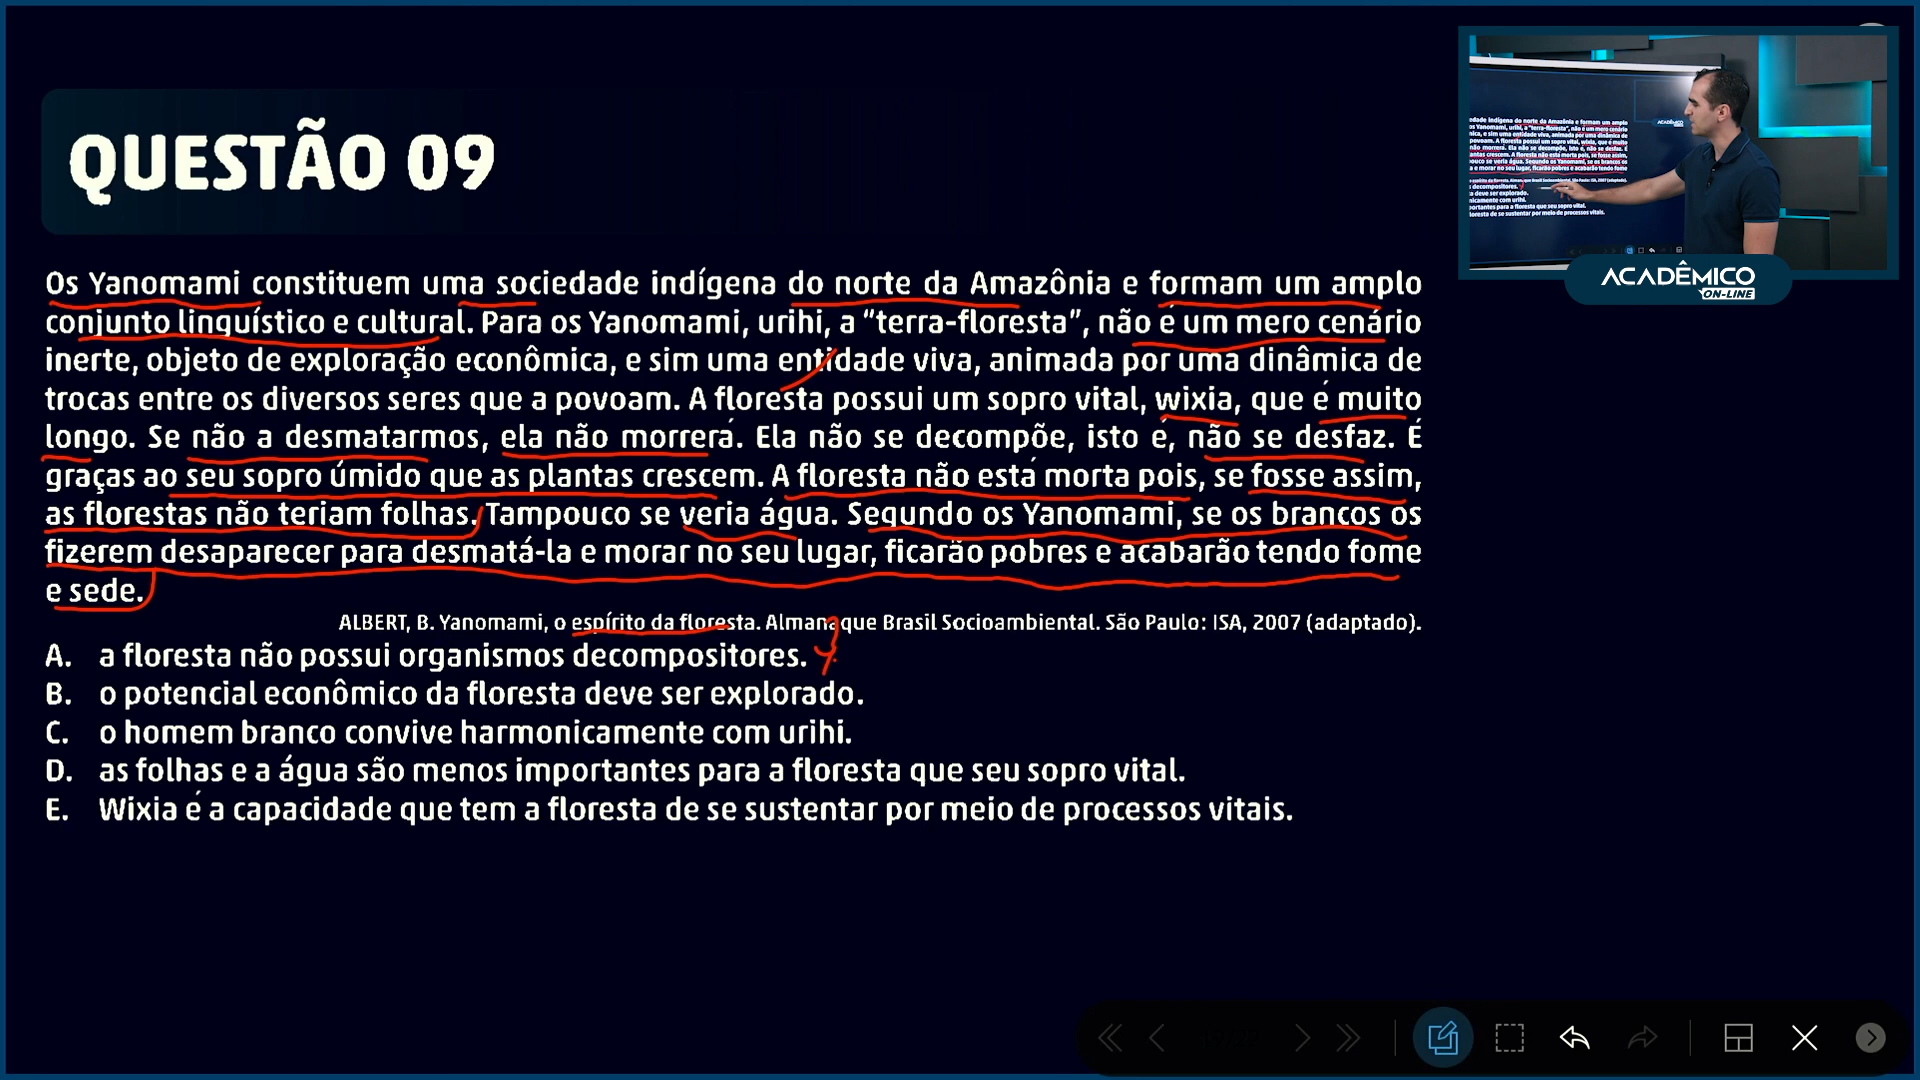 QUESTÃO 09
Os Yanomami constituem uma sociedade indígena do norte da Amazônia e formam um amplo
conjunto linguístico e cultural. Para os Yanomami, urihi, a “terra-floresta”, não é um mero cenário
inerte, objeto de exploração econômica, e sim uma entidade viva, animada por uma dinâmica de
trocas entre os diversos seres que a povoam. A floresta possui um sopro vital, wixia, que é muito
longo. Se não a desmatarmos, ela não morrerá. Ela não se decompõe, isto é, não se desfaz. É
graças ao seu sopro úmido que as plantas crescem. A floresta não está morta pois, se fosse assim,
as florestas não teriam folhas. Tampouco se veria água. Segundo os Yanomami, se os brancos os
fizerem desaparecer para desmatá-la e morar no seu lugar, ficarão pobres e acabarão tendo fome
e sede.
ALBERT, B. Yanomami, o espírito da floresta. Almanaque Brasil Socioambiental. São Paulo: ISA, 2007 (adaptado).
A. a floresta não possui organismos decompositores.
B. o potencial econômico da floresta deve ser explorado.
C. o homem branco convive harmonicamente com urihi.
D. as folhas e a água são menos importantes para a floresta que seu sopro vital.
E. Wixia é a capacidade que tem a floresta de se sustentar por meio de processos vitais.
ACADÊMICO
ON-LINE